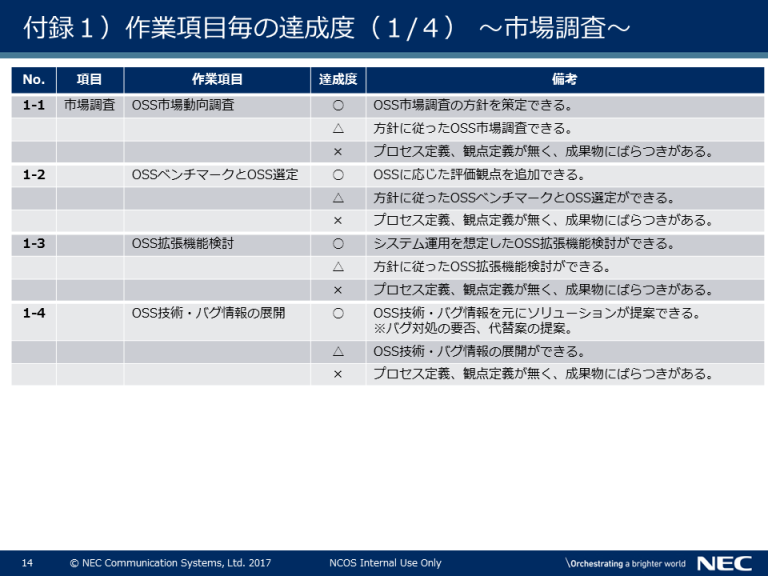 付録１）作業項目毎の達成度（１/４） ～市場調査～
No. 項目 作業項目 達成度 備考
1-1 市場調査 OSS市場動向調査 ○ OSS市場調査の方針を策定できる。
△ 方針に従ったOSS市場調査できる。
× プロセス定義、観点定義が無く、成果物にばらつきがある。
1-2 OSSベンチマークとOSS選定 ○ OSSに応じた評価観点を追加できる。
△ 方針に従ったOSSベンチマークとOSS選定ができる。
× プロセス定義、観点定義が無く、成果物にばらつきがある。
1-3 OSS拡張機能検討 ○ システム運用を想定したOSS拡張機能検討ができる。
△ 方針に従ったOSS拡張機能検討ができる。
× プロセス定義、観点定義が無く、成果物にばらつきがある。
1-4 OSS技術・バグ情報の展開 ○ OSS技術・バグ情報を元にソリューションが提案できる。
※バグ対処の要否、代替案の提案。
△ OSS技術・バグ情報の展開ができる。
× プロセス定義、観点定義が無く、成果物にばらつきがある。
14 © NEC Communication Systems, Ltd. 2017 NCOS Internal Use Only \Orchestrating a brighter world NEC